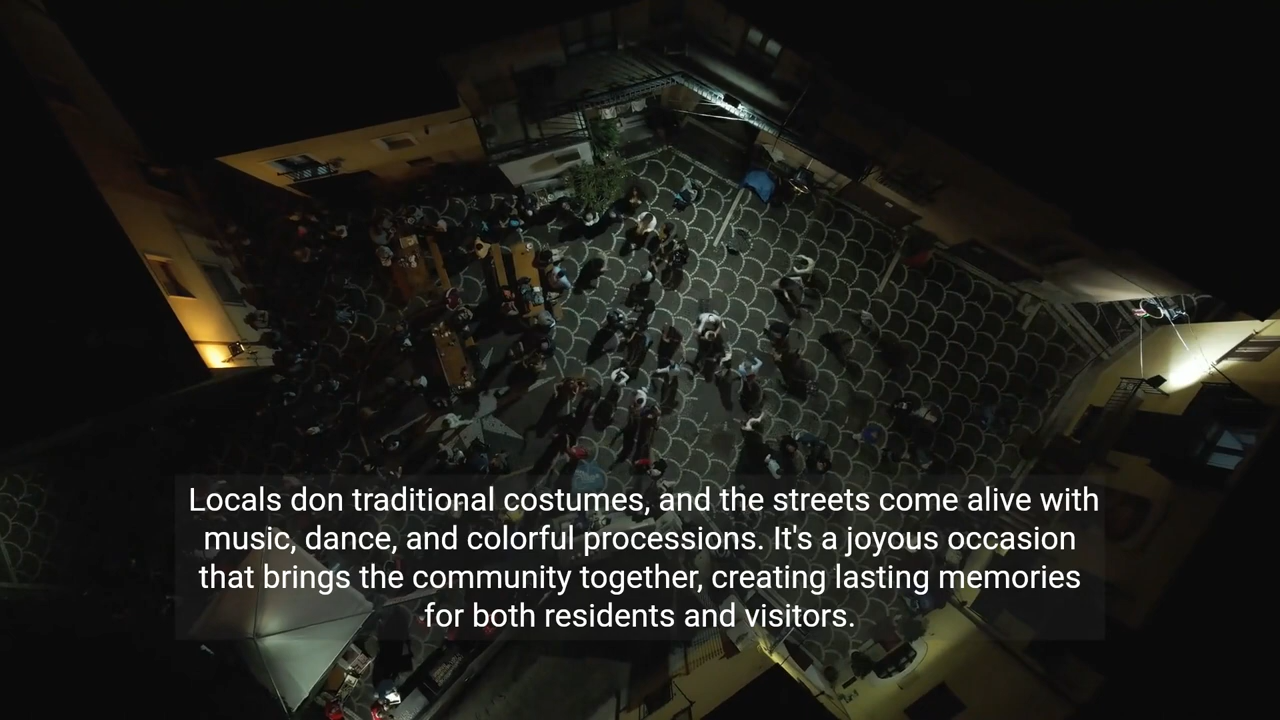 Locals don traditional costumes, and the streets come alive with
music, dance, and colorful processions. It's a joyous occasion
that brings the community together, creating lasting memories
for both residents and visitors.